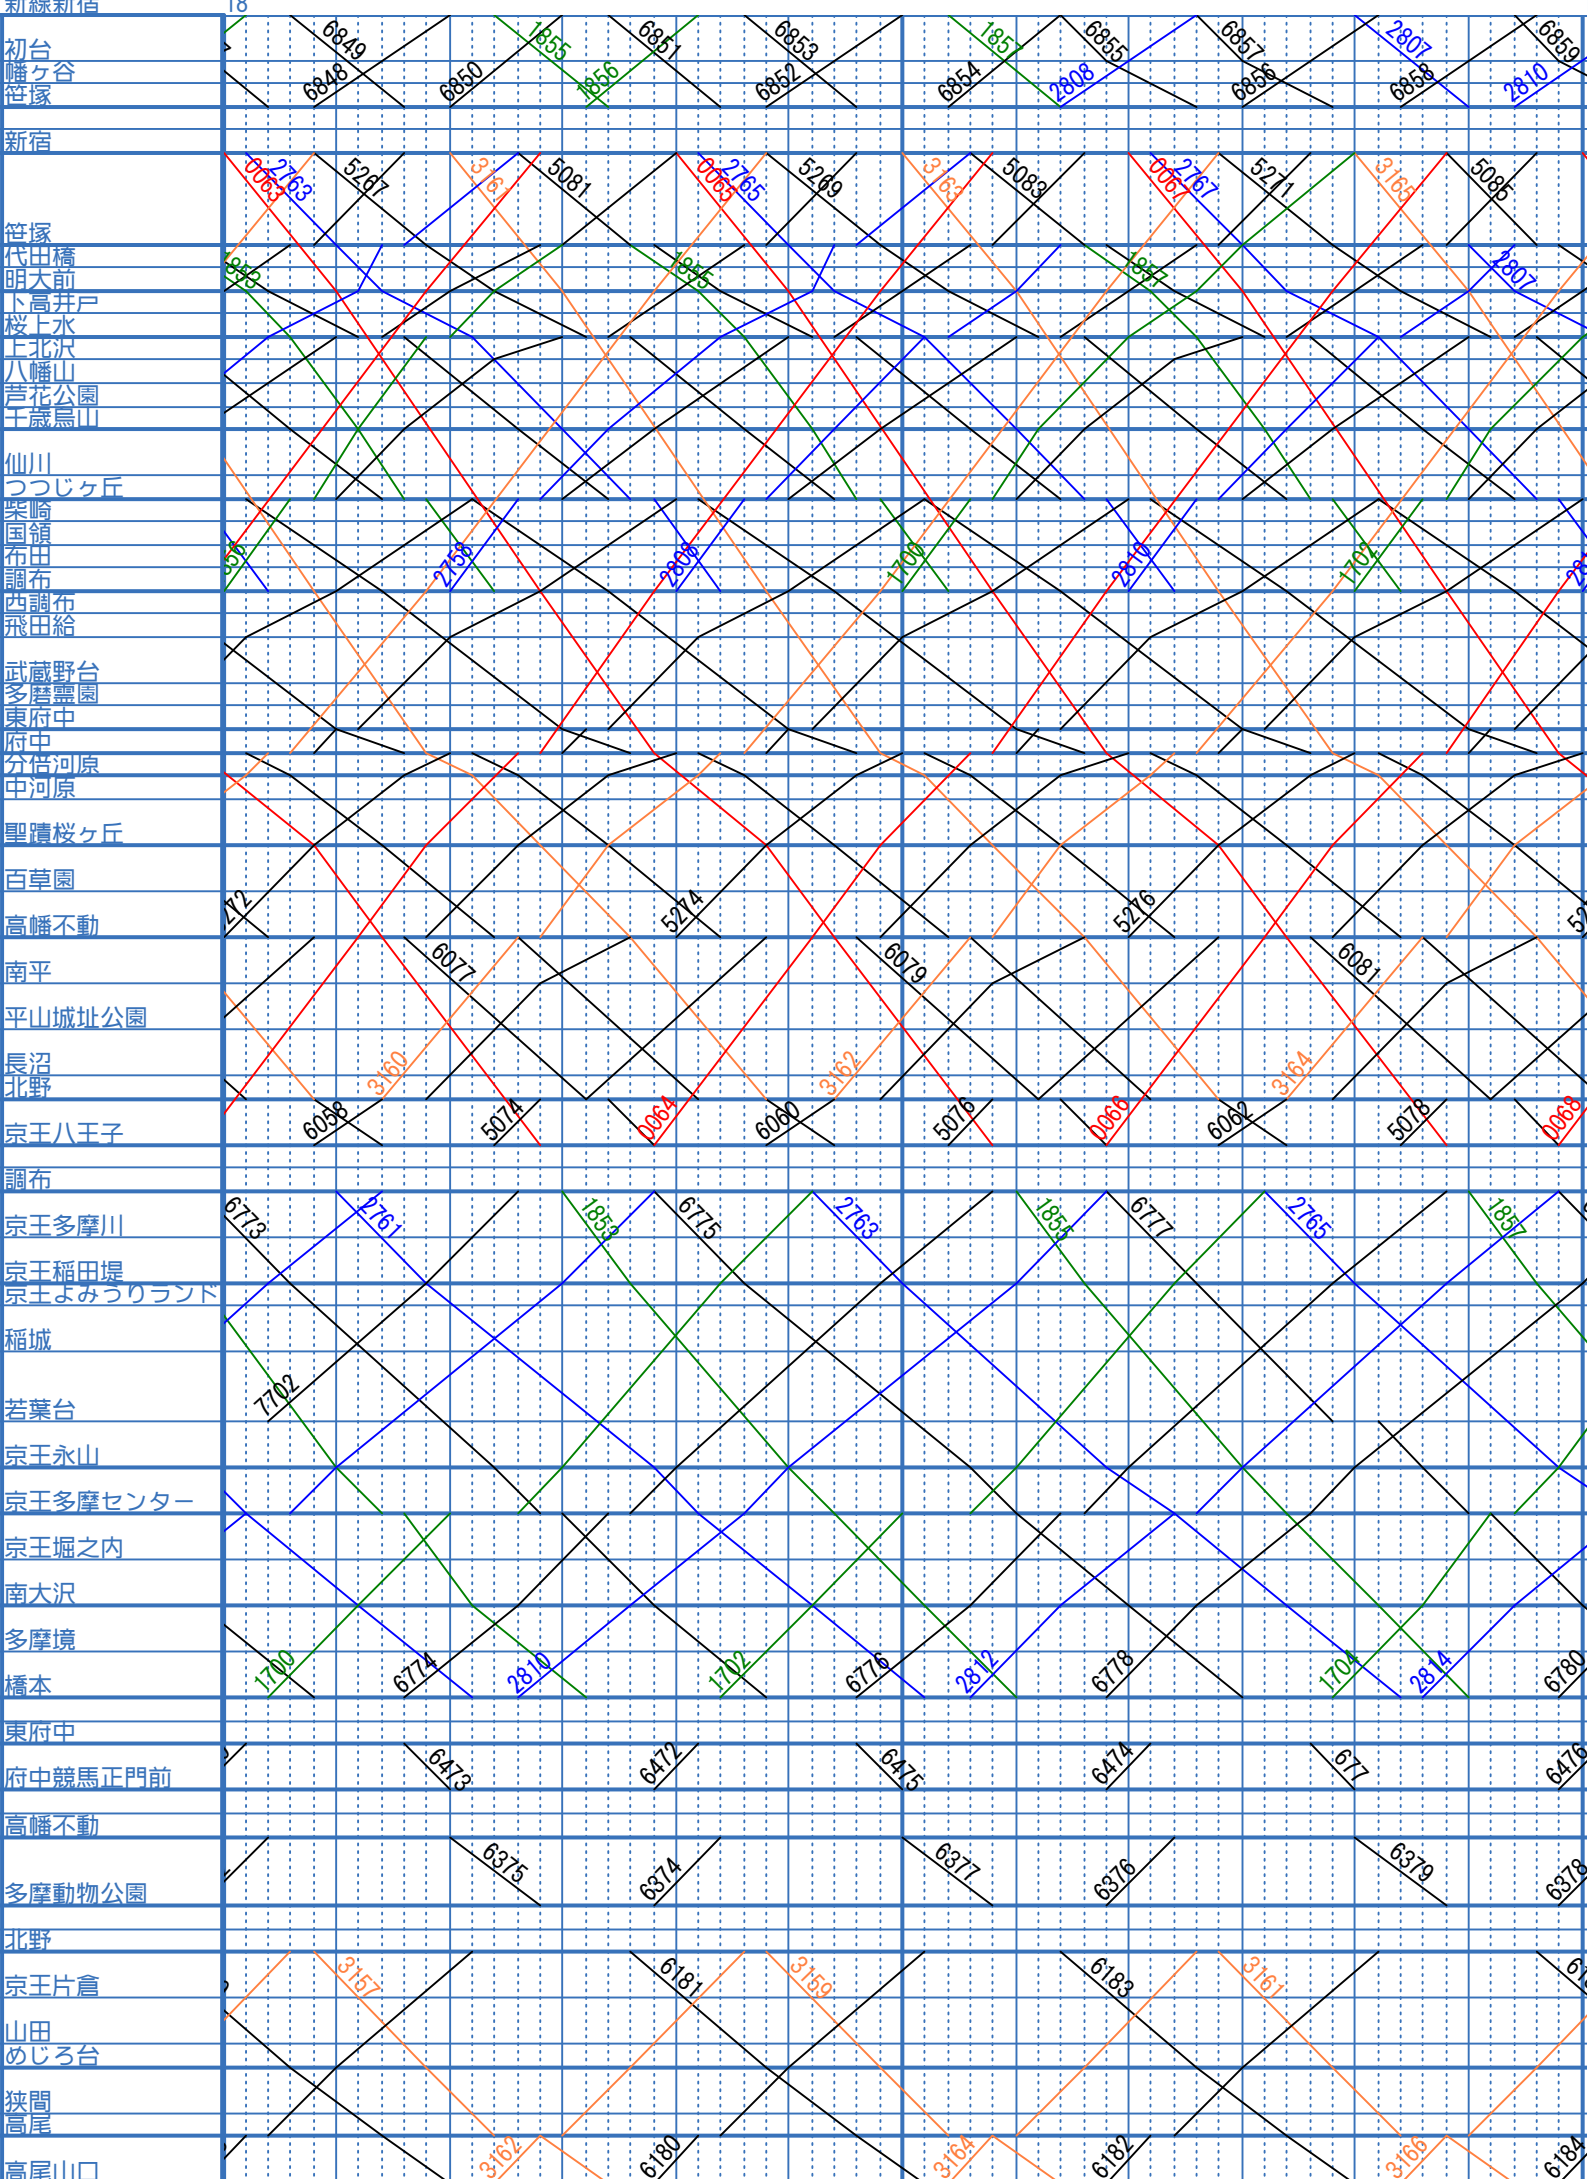 新線新宿 18
初台 6849 1855 6851 6853 1857 6855 6857 2807 6859
幡ヶ谷
笹塚 6848 6850 1856 6852 6854 2808 6856 6858 2810
新宿
0063 2763 5267 3161 5081 0065 2765 5269 3163 5083 0067 2767 5271 3165 5085
笹塚
代田橋
明大前 1853 1855 1857 2807
下高井戸
桜上水
上北沢
八幡山
芦花公園
千歳烏山
仙川
つつじヶ丘
柴崎
国領
布田 2758 2808 1700 2810 1702
調布
西調布
飛田給
武蔵野台
多磨霊園
東府中
府中
分倍河原
中河原
聖蹟桜ヶ丘
百草園
高幡不動 5274 5276
南平 6077 6079 6081
平山城址公園
長沼 3160 3162 3164
北野
京王八王子 6058 5074 0064 6060 5076 0066 6062 5078 0068
調布
京王多摩川 6773 2761 1853 6775 2763 1855 6777 2765 1857
京王稲田堤
京王よみうりランド
稲城
若葉台 7702
京王永山
京王多摩センター
京王堀之内
南大沢
多摩境
橋本 1700 6774 2810 1702 6776 2812 6778 1704 2814 6780
東府中
府中競馬正門前 6473 6472 6475 6474 677 6476
高幡不動
多摩動物公園 6375 6374 6377 6376 6379 6378
北野
京王片倉 3157 6181 3159 6183 3161
山田
めじろ台
狭間
高尾
高尾山口 3162 6180 3164 6182 3166 6184